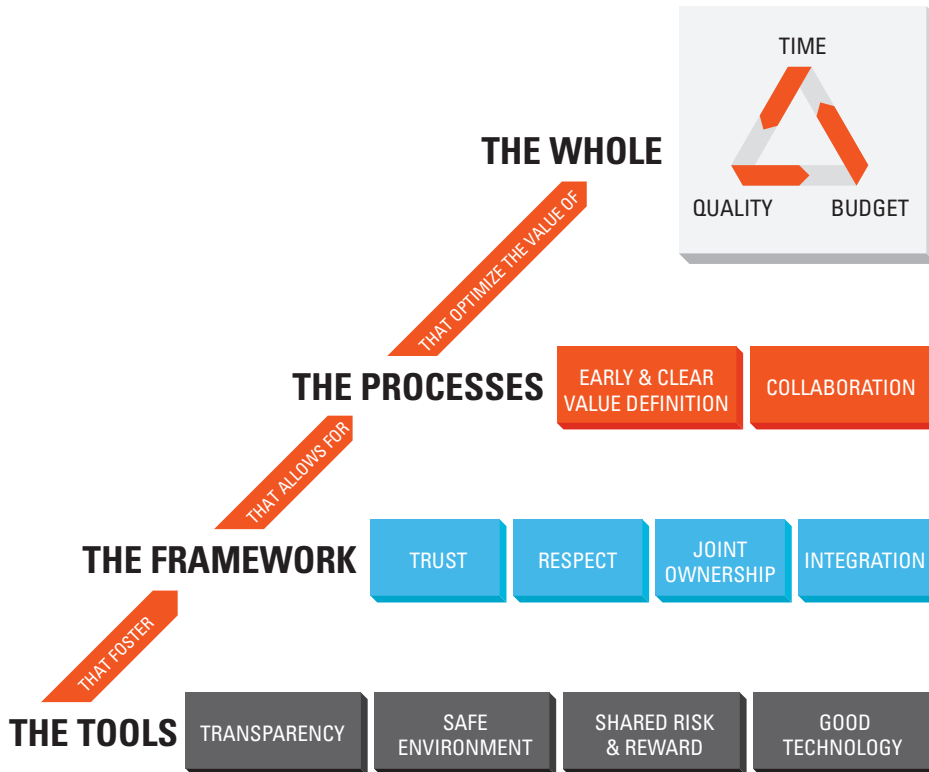 TIME
THE WHOLE
QUALITY
BUDGET
THAT OPTIMIZE THE VALUE OF
THE PROCESSES
EARLY & CLEAR
VALUE DEFINITION
COLLABORATION
THAT ALLOWS FOR
THE FRAMEWORK
TRUST
RESPECT
JOINT
OWNERSHIP
INTEGRATION
THAT FOSTER
THE TOOLS
TRANSPARENCY
SAFE
ENVIRONMENT
SHARED RISK
& REWARD
GOOD
TECHNOLOGY